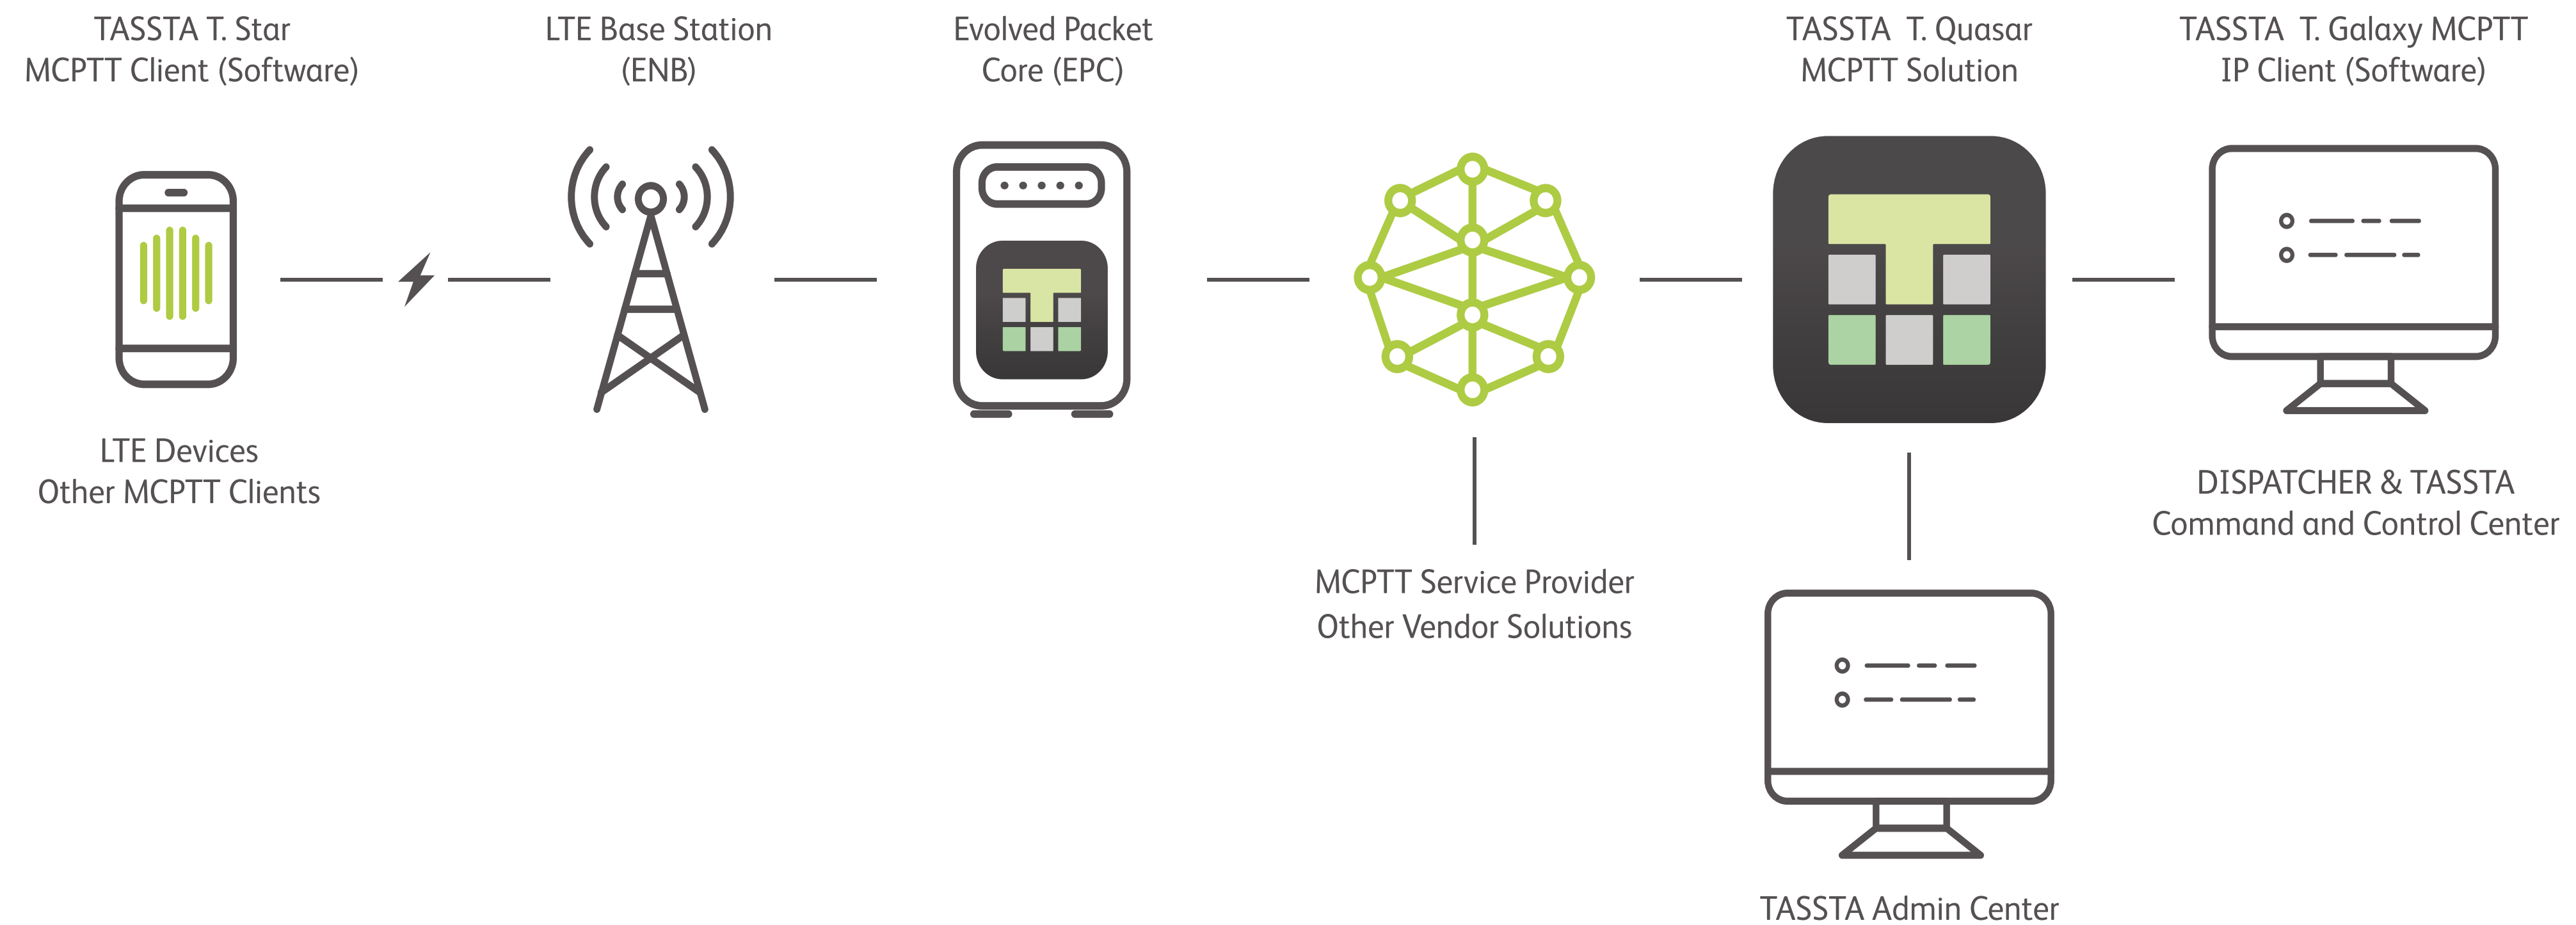 TASSTA T. Star
MCPTT Client (Software)
LTE Base Station
(ENB)
Evolved Packet
Core (EPC)
TASSTA T. Quasar
MCPTT Solution
TASSTA T. Galaxy MCPTT
IP Client (Software)
LTE Devices
Other MCPTT Clients
MCPTT Service Provider
Other Vendor Solutions
DISPATCHER & TASSTA
Command and Control Center
TASSTA Admin Center